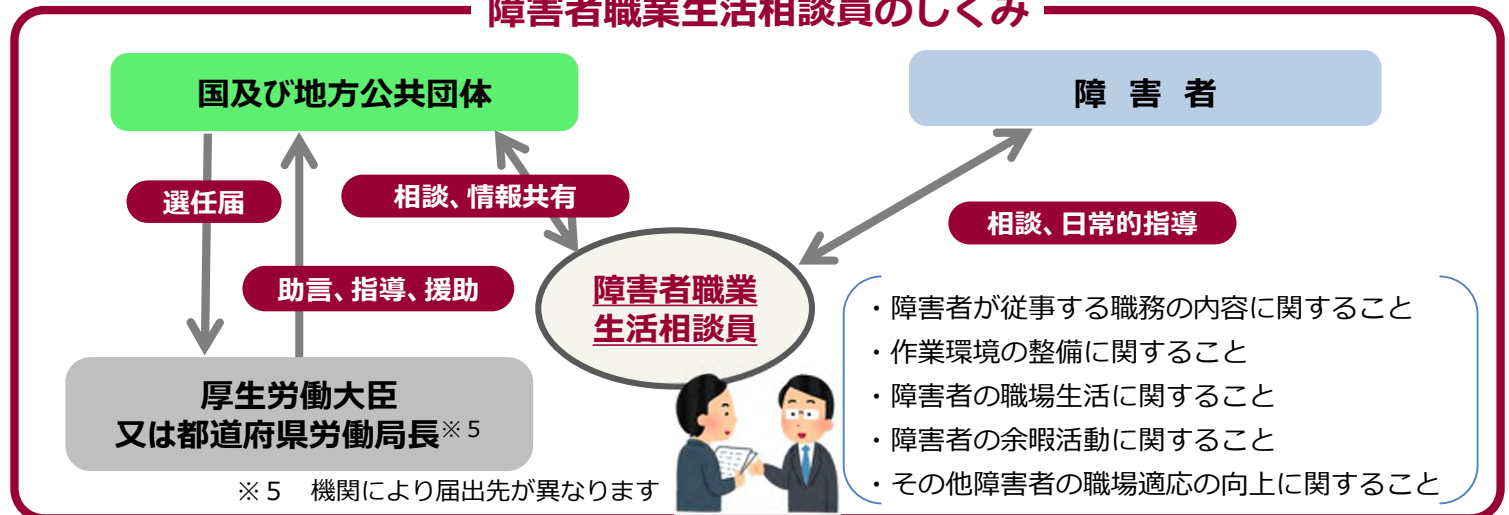 障害者職業生活相談員のしくみ
国及び地方公共団体
障 害 者
選任届
相談、情報共有
相談、日常的指導
助言、指導、援助
障害者職業
生活相談員
厚生労働大臣
又は都道府県労働局長※５
※５　機関により届出先が異なります
・障害者が従事する職務の内容に関すること
・作業環境の整備に関すること
・障害者の職場生活に関すること
・障害者の余暇活動に関すること
・その他障害者の職場適応の向上に関すること